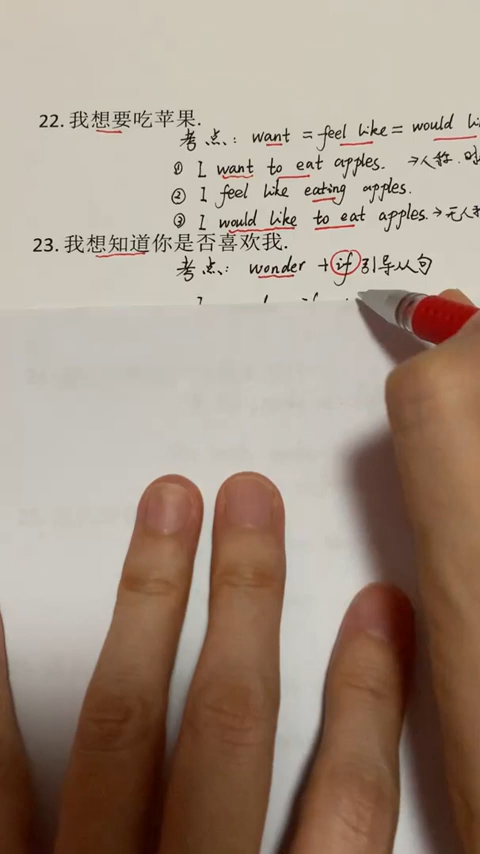 22. 我想要吃苹果.
考点: want = feel like = would
① I want to eat apples. →人称.
② I feel like eating apples.
③ I would like to eat apples. →无人
23. 我想知道你是否喜欢我.
考点: wonder + if 引导从句